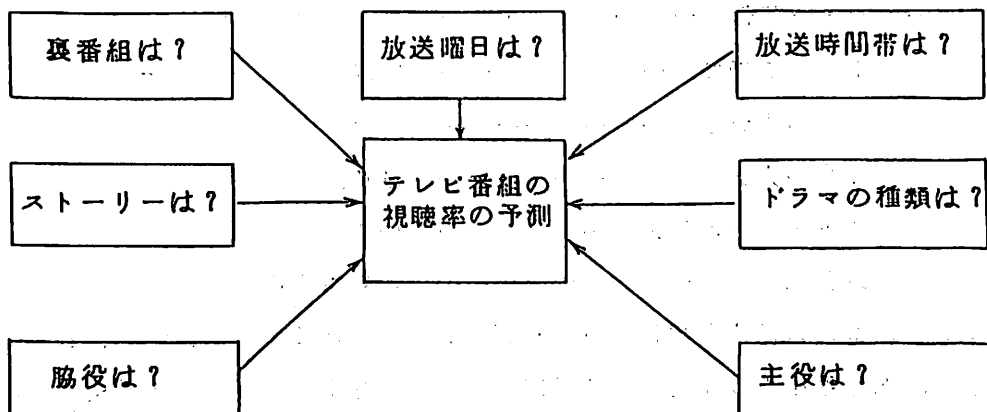 裏番組は？
放送曜日は？
放送時間帯は？
テレビ番組の
視聴率の予測
ストーリーは？
ドラマの種類は？
脇役は？
主役は？